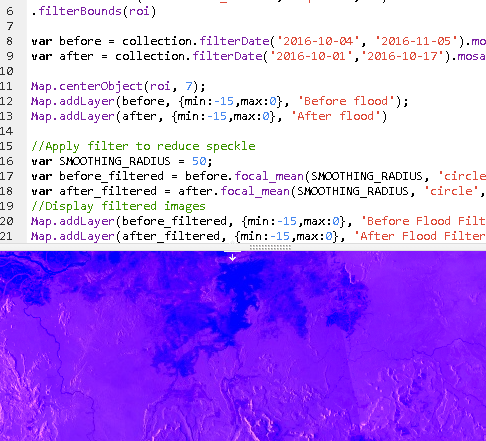 6 .filterBounds(roi)
7
8 var before = collection.filterDate('2016-10-04', '2016-11-05').mo
9 var after = collection.filterDate('2016-10-01','2016-10-17').mosa
10
11 Map.centerObject(roi, 7);
12 Map.addLayer(before, {min:-15,max:0}, 'Before flood');
13 Map.addLayer(after, {min:-15,max:0}, 'After flood')
14
15 //Apply filter to reduce speckle
16 var SMOOTHING_RADIUS = 50;
17 var before_filtered = before.focal_mean(SMOOTHING_RADIUS, 'circle
18 var after_filtered = after.focal_mean(SMOOTHING_RADIUS, 'circle',
19 //Display filtered images
20 Map.addLayer(before_filtered, {min:-15,max:0}, 'Before Flood Filt
21 Map.addLayer(after_filtered, {min:-15,max:0}, 'After Flood Filter